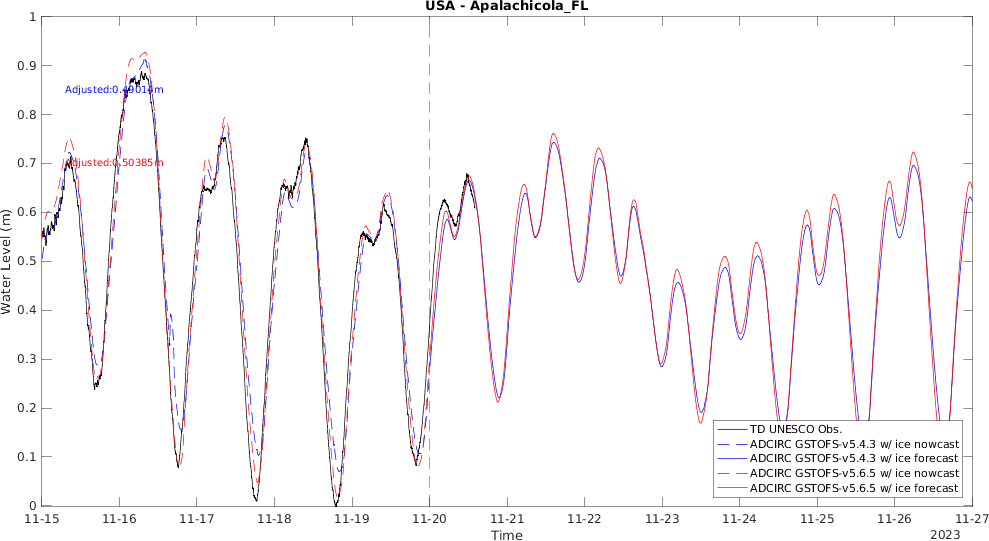 USA - Apalachicola_FL
1
0.9
0.8
0.7
0.6
0.5
0.4
0.3
0.2
0.1
0
Water Level (m)
Adjusted:0.49014m
Adjusted:0.50385m
TD UNESCO Obs.
ADCIRC GSTOFS-v5.4.3 w/ ice nowcast
ADCIRC GSTOFS-v5.4.3 w/ ice forecast
ADCIRC GSTOFS-v5.6.5 w/ ice nowcast
ADCIRC GSTOFS-v5.6.5 w/ ice forecast
11-15 11-16 11-17 11-18 11-19 11-20 11-21 11-22 11-23 11-24 11-25 11-26 11-27
Time
2023